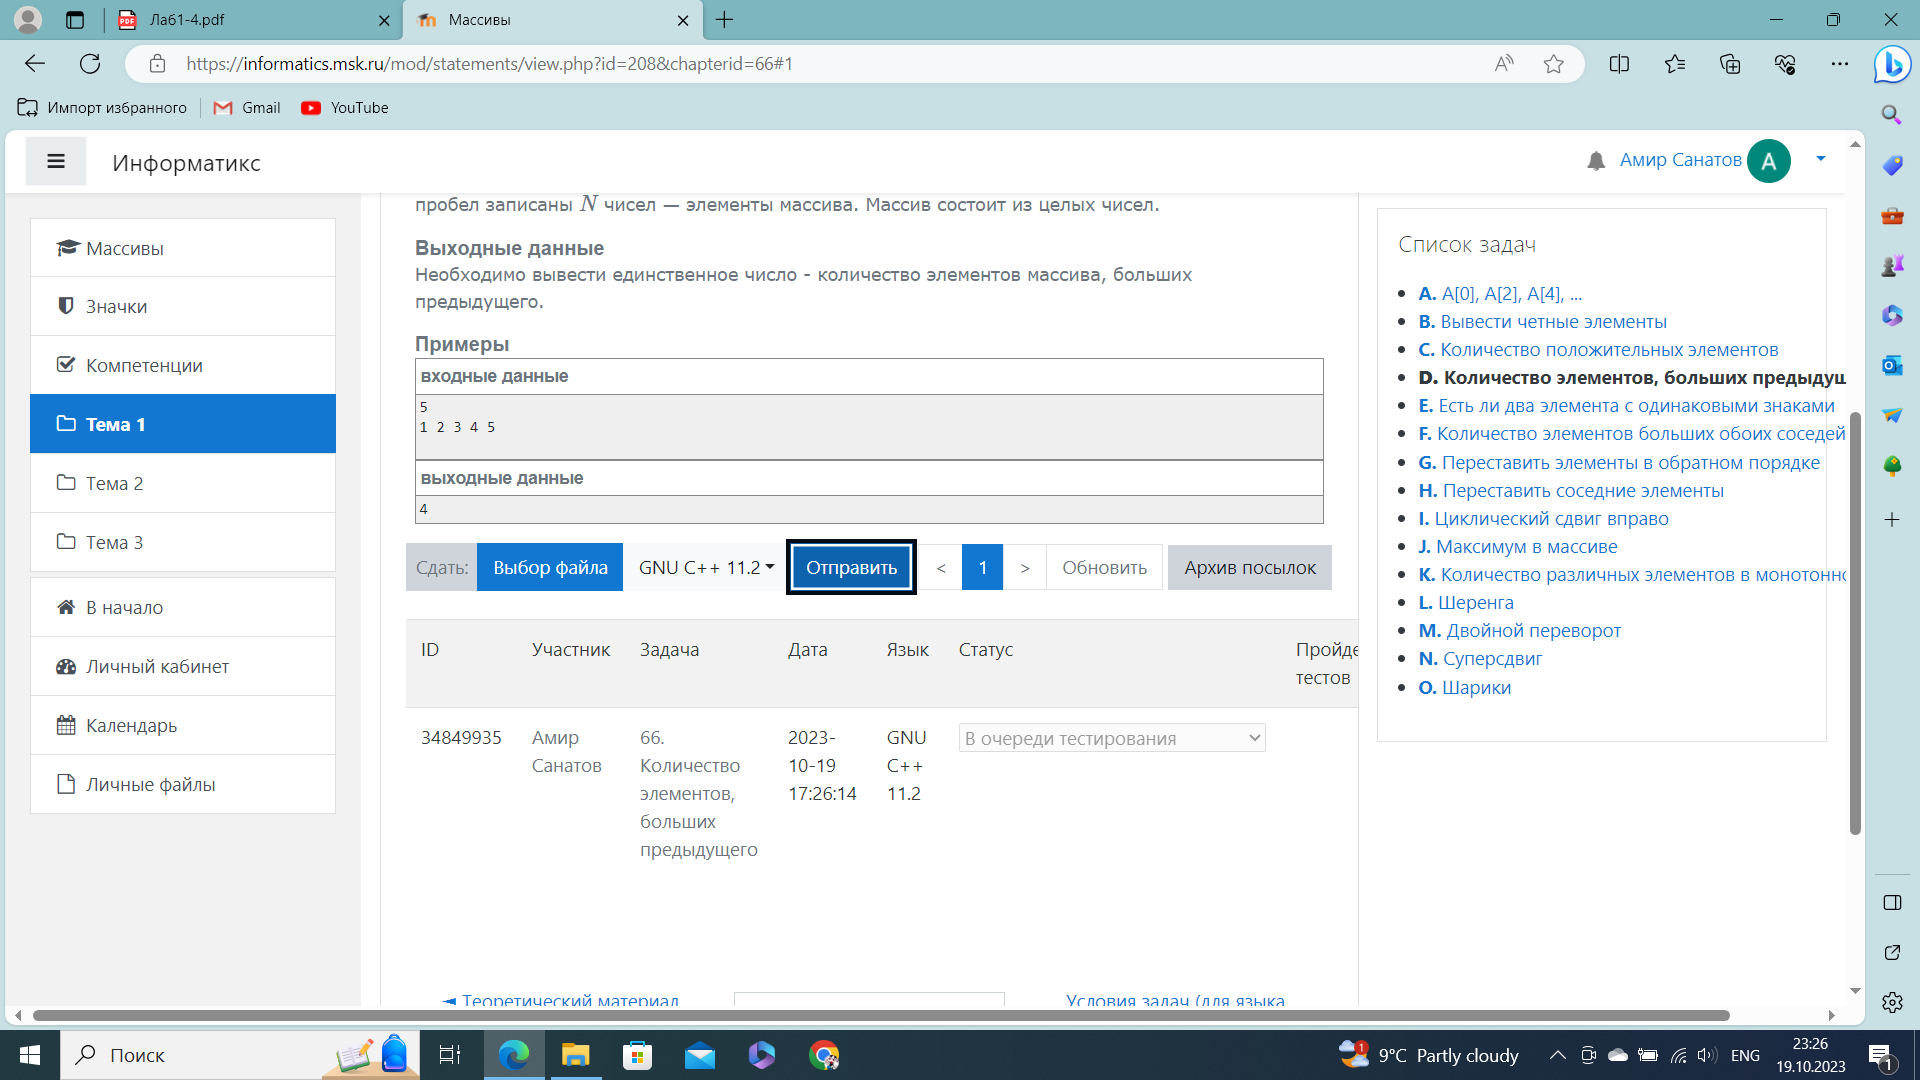 Ла61-4.pdf
Массивы
https://informatics.msk.ru/mod/statements/view.php?id=208&chapterid=66#1
Импорт избранного
Gmail
YouTube
Информатикс
Амир Санатов
A
Массивы
Значки
Компетенции
Тема 1
Тема 2
Тема 3
В начало
Личный кабинет
Календарь
Личные файлы
пробел записаны N чисел — элементы массива. Массив состоит из целых чисел.
Выходные данные
Необходимо вывести единственное число - количество элементов массива, больших
предыдущего.
Примеры
входные данные
5
1 2 3 4 5
выходные данные
4
Сдать:
Выбор файла
GNU C++ 11.2
Отправить
<
1
>
Обновить
Архив посылок
ID
Участник
Задача
Дата
Язык
Статус
Пройде
тестов
34849935
Амир
Санатов
66.
Количество
элементов,
больших
предыдущего
2023-
10-19
17:26:14
GNU
C++
11.2
В очереди тестирования
◄ Теоретический материал
Условия задач (для языка
Список задач
A. A[0], A[2], A[4], ...
B. Вывести четные элементы
C. Количество положительных элементов
D. Количество элементов, больших предыдущ
E. Есть ли два элемента с одинаковыми знаками
F. Количество элементов больших обоих соседей
G. Переставить элементы в обратном порядке
H. Переставить соседние элементы
I. Циклический сдвиг вправо
J. Максимум в массиве
K. Количество различных элементов в монотонно
L. Шеренга
M. Двойной переворот
N. Суперсдвиг
O. Шарики
Поиск
9°C Partly cloudy
ENG
23:26
19.10.2023
1